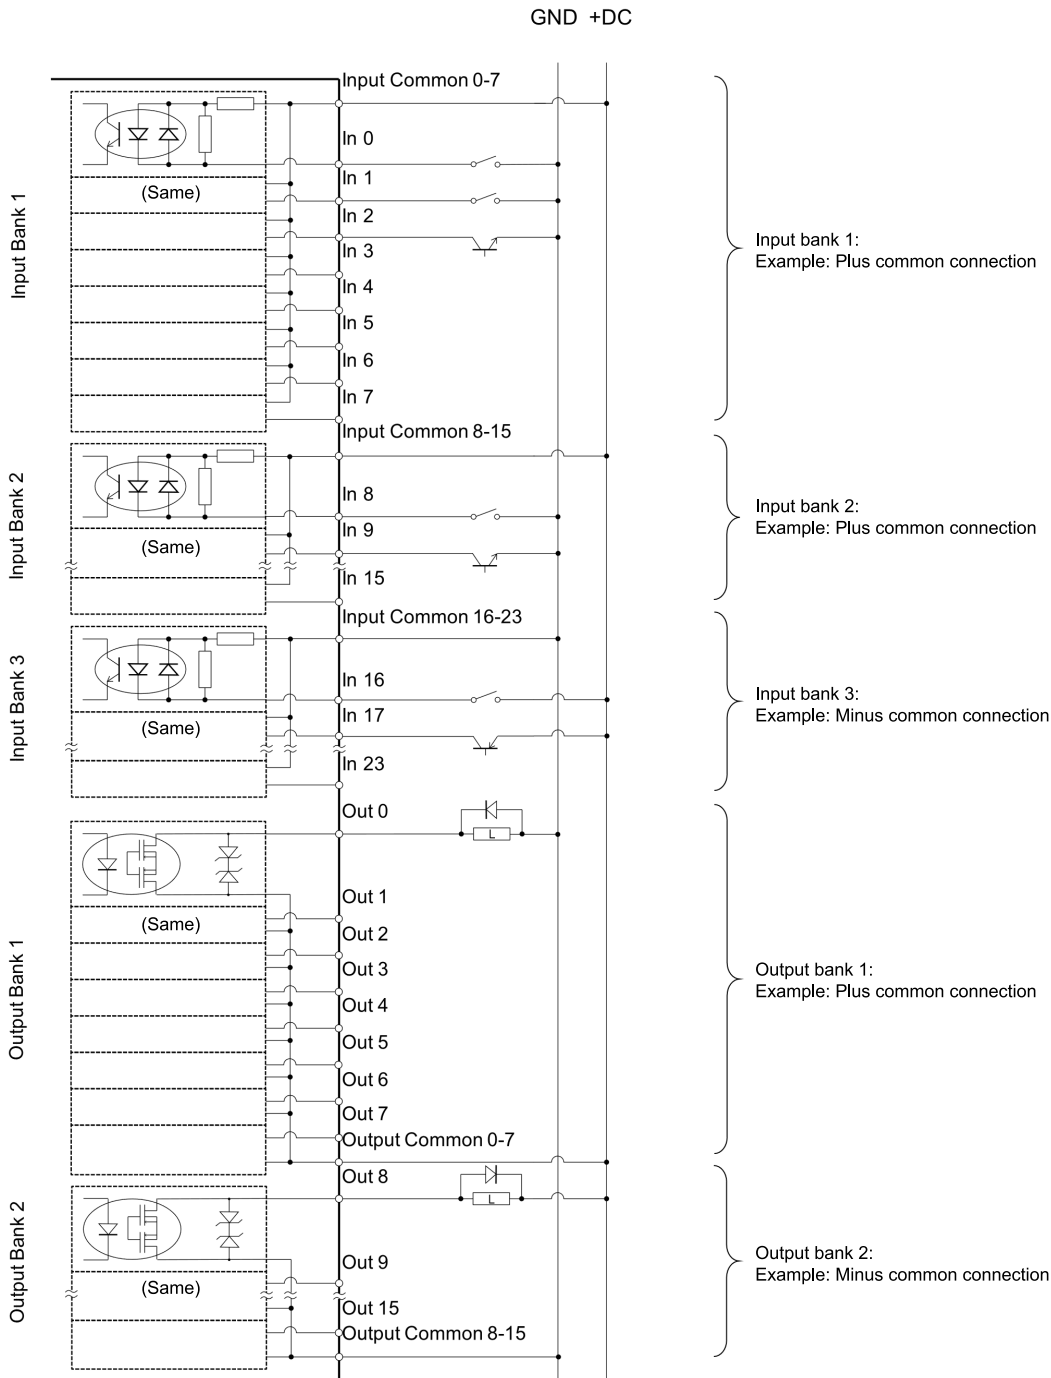 GND +DC
Input Bank 1
Input Common 0-7
In 0
In 1
(Same)
In 2
In 3
In 4
In 5
In 6
In 7
Input bank 1:
Example: Plus common connection
Input Bank 2
Input Common 8-15
In 8
In 9
(Same)
In 15
Input bank 2:
Example: Plus common connection
Input Bank 3
Input Common 16-23
In 16
In 17
(Same)
In 23
Input bank 3:
Example: Minus common connection
Output Bank 1
Out 0
L
Out 1
(Same)
Out 2
Out 3
Out 4
Out 5
Out 6
Out 7
Output Common 0-7
Output bank 1:
Example: Plus common connection
Output Bank 2
Out 8
L
Out 9
(Same)
Out 15
Output Common 8-15
Output bank 2:
Example: Minus common connection